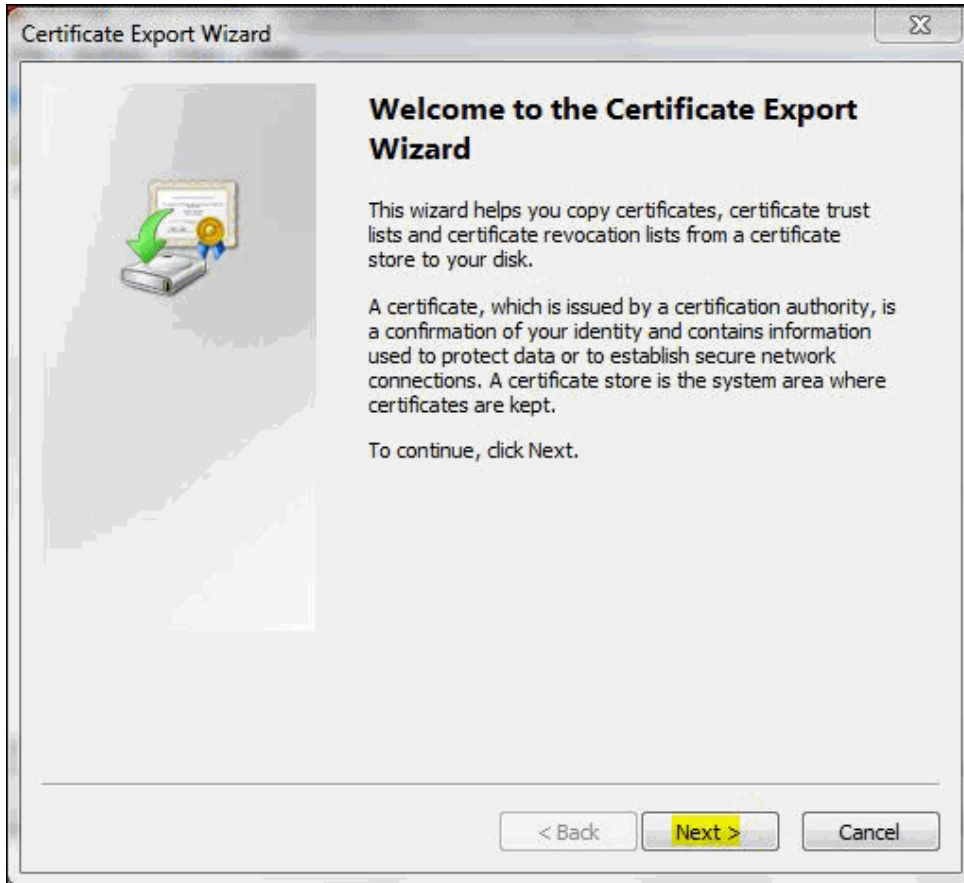 Certificate Export Wizard
Welcome to the Certificate Export
Wizard
This wizard helps you copy certificates, certificate trust
lists and certificate revocation lists from a certificate
store to your disk.
A certificate, which is issued by a certification authority, is
a confirmation of your identity and contains information
used to protect data or to establish secure network
connections. A certificate store is the system area where
certificates are kept.
To continue, click Next.
< Back
Next >
Cancel